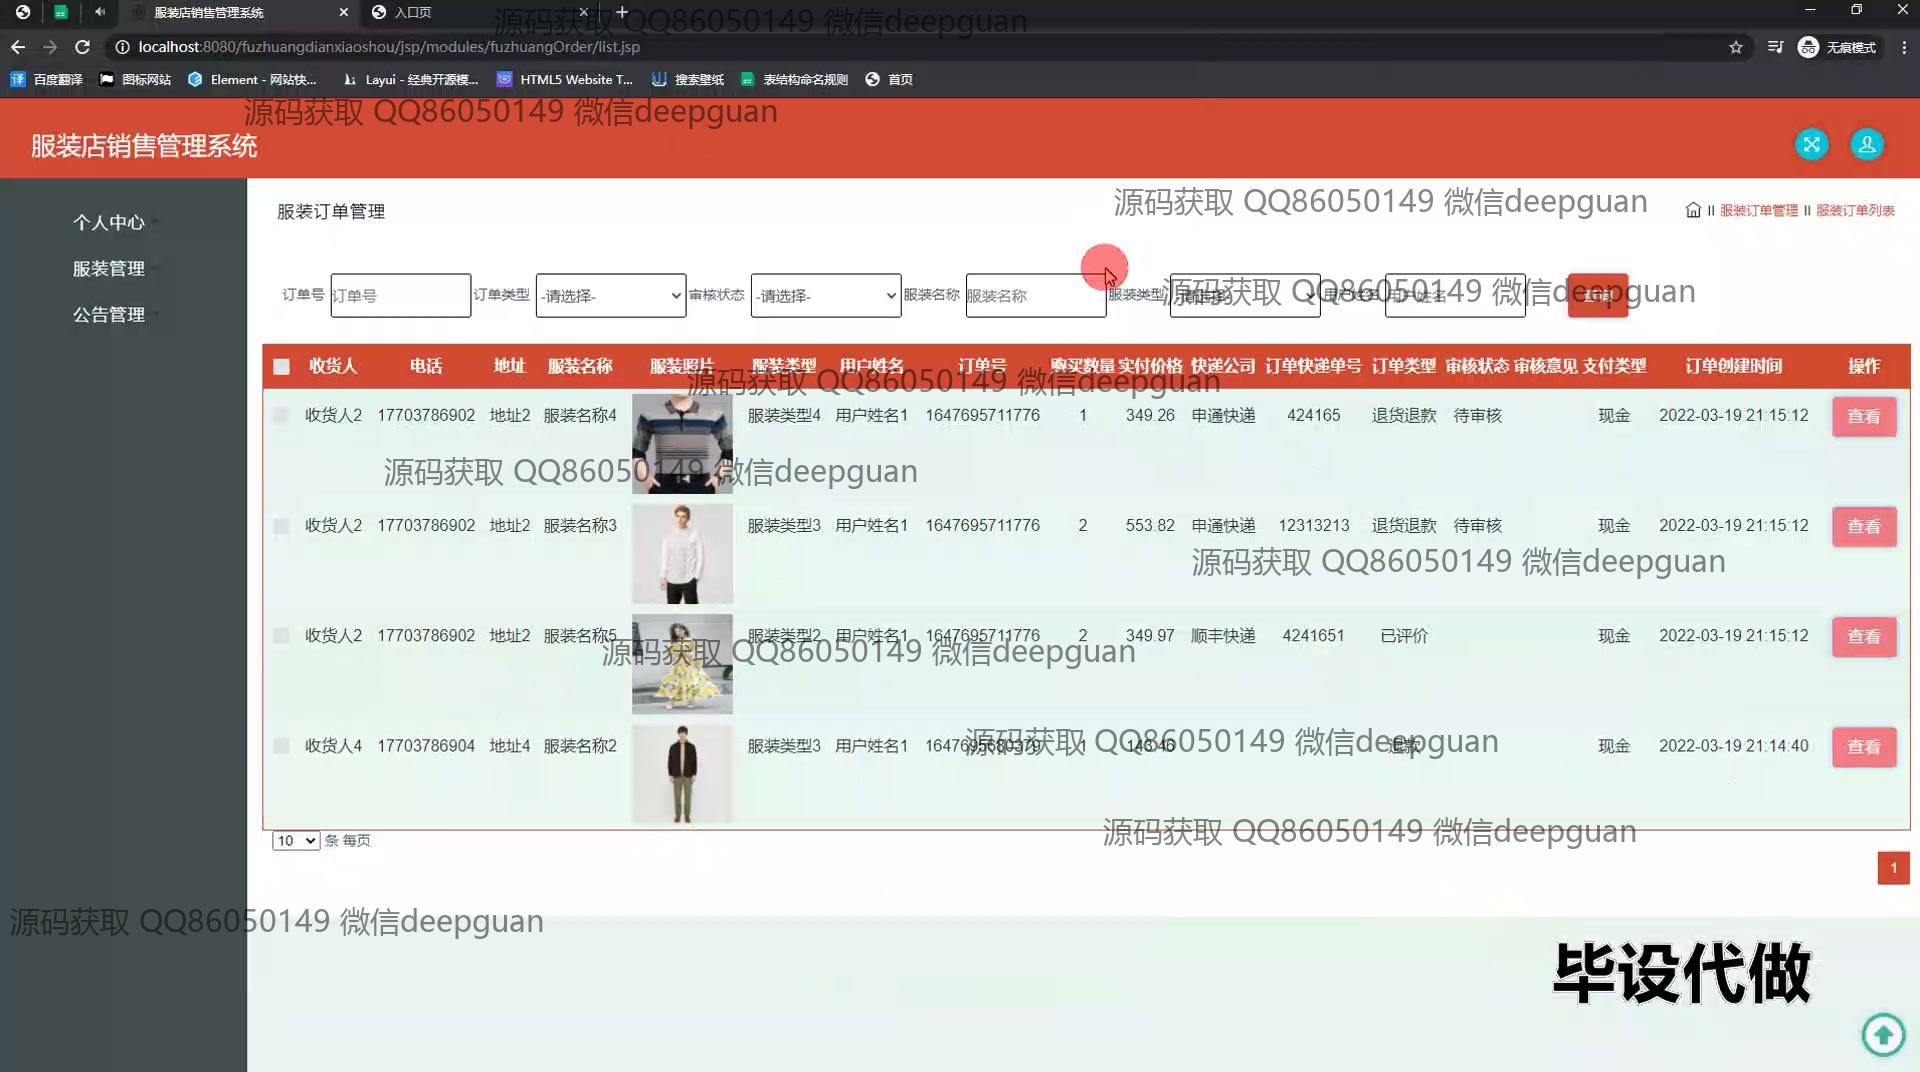 服装店销售管理系统
入口页
localhost:8080/fuzhuangdianxiaoshou/jsp/modules/fuzhuangOrder/list.jsp
无痕模式
百度翻译 图标网站 Element - 网站快... Layui - 经典开源模... HTML5 Website T... 搜索壁纸 表结构命名规则 首页
源码获取 QQ86050149 微信deepguan
源码获取 QQ86050149 微信deepguan
服装店销售管理系统
个人中心
服装管理
公告管理
服装订单管理
源码获取 QQ86050149 微信deepguan
服装订单管理 服装订单列表
订单号 订单号 订单类型 -请选择- 审核状态 -请选择- 服装名称 服装名称 服装类型 -请选择- 用户姓名 用户姓名 查询
源码获取 QQ86050149 微信deepguan
收货人 电话 地址 服装名称 服装照片 服装类型 用户姓名 订单号 购买数量 实付价格 快递公司 订单快递单号 订单类型 审核状态 审核意见 支付类型 订单创建时间 操作
源码获取 QQ86050149 微信deepguan
收货人2 17703786902 地址2 服装名称4 服装类型4 用户姓名1 1647695711776 1 349.26 申通快递 424165 退货退款 待审核 现金 2022-03-19 21:15:12 查看
源码获取 QQ86050149 微信deepguan
收货人2 17703786902 地址2 服装名称3 服装类型3 用户姓名1 1647695711776 2 553.82 申通快递 12313213 退货退款 待审核 现金 2022-03-19 21:15:12 查看
源码获取 QQ86050149 微信deepguan
收货人2 17703786902 地址2 服装名称5 服装类型2 用户姓名1 1647695711776 2 349.97 顺丰快递 4241651 已评价 现金 2022-03-19 21:15:12 查看
源码获取 QQ86050149 微信deepguan
收货人4 17703786904 地址4 服装名称2 服装类型3 用户姓名1 1647695680379 1 143.46 退款 现金 2022-03-19 21:14:40 查看
源码获取 QQ86050149 微信deepguan
源码获取 QQ86050149 微信deepguan
10 条 每页
1
源码获取 QQ86050149 微信deepguan
毕设代做